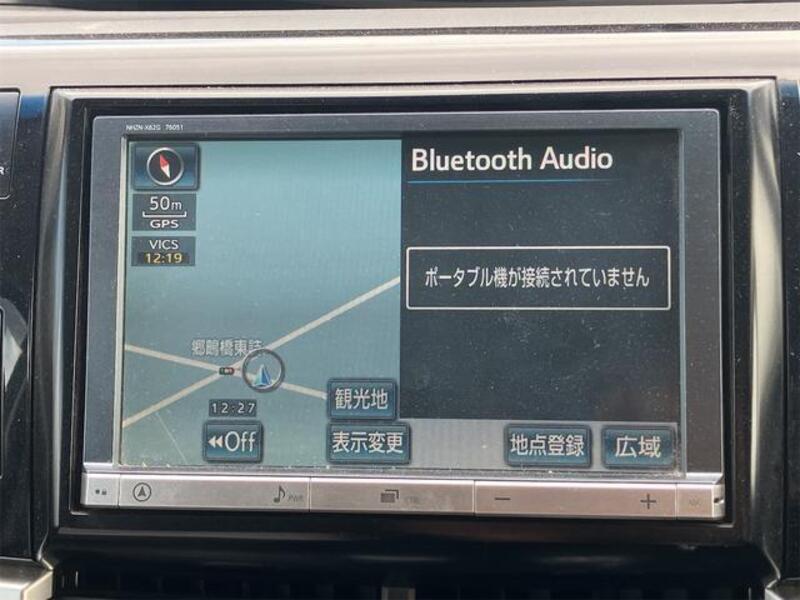 NHZN-X62G 76051
Bluetooth Audio
50m
GPS
VICS
12:19
ポータブル機が接続されていません
12:27
観光地
Off
表示変更
地点登録
広域
PWR